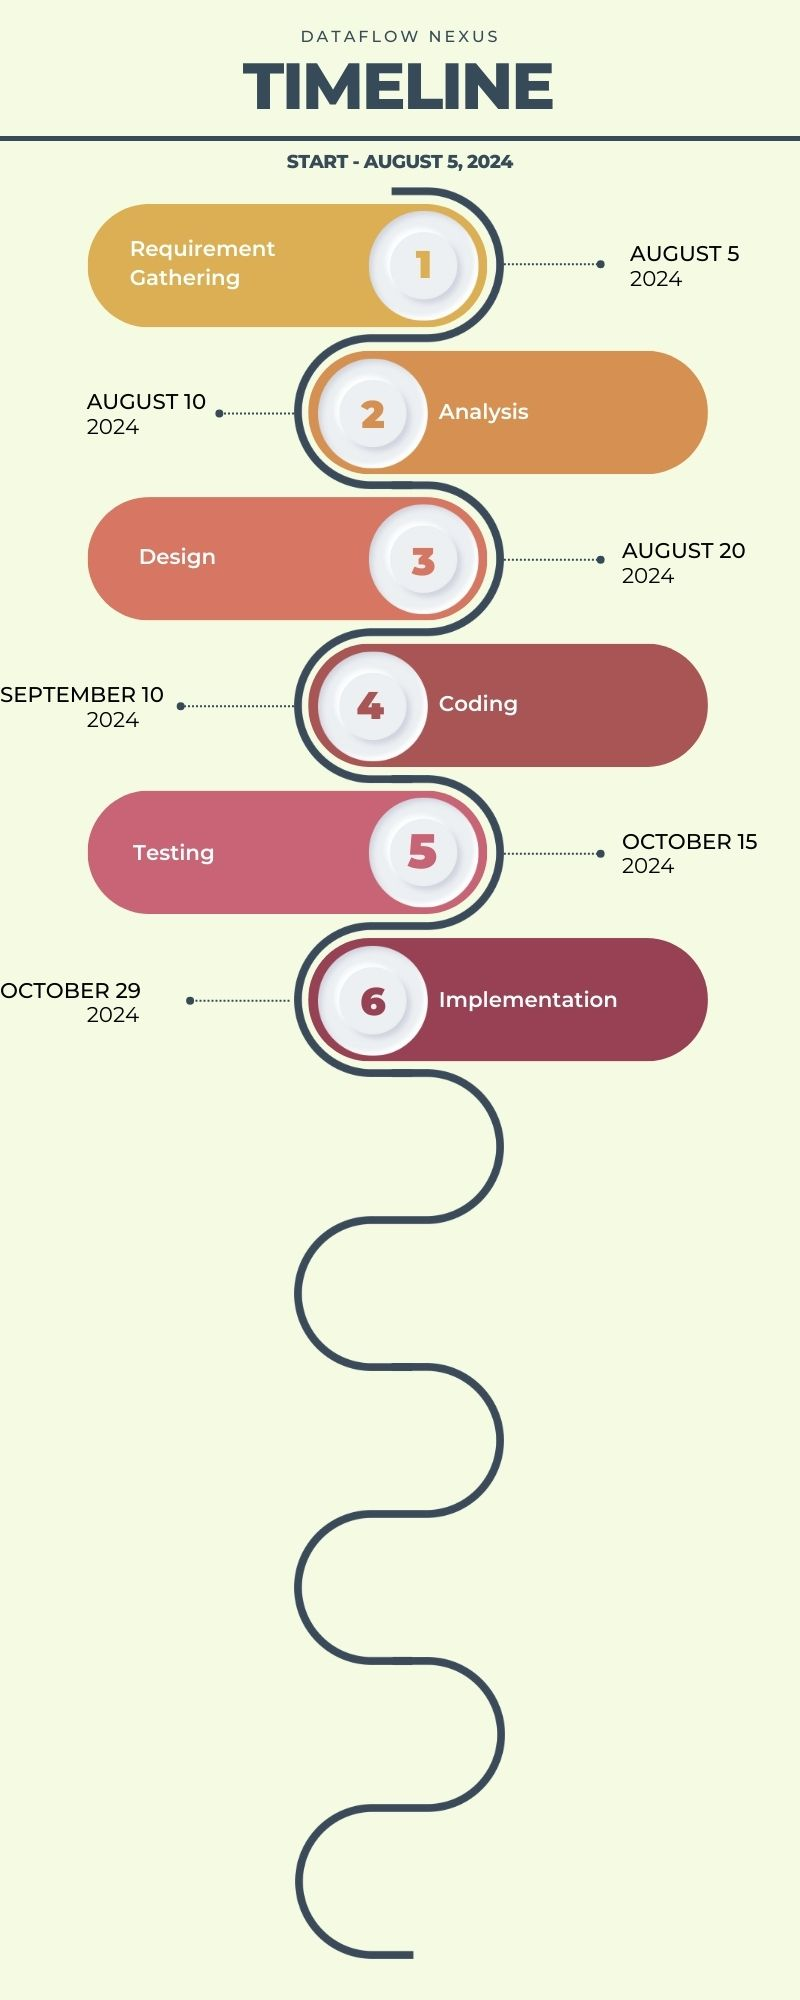 DATAFLOW NEXUS
TIMELINE
START - AUGUST 5, 2024
Requirement
Gathering
1
AUGUST 5
2024
AUGUST 10
2024
2
Analysis
Design
3
AUGUST 20
2024
SEPTEMBER 10
2024
4
Coding
Testing
5
OCTOBER 15
2024
OCTOBER 29
2024
6
Implementation